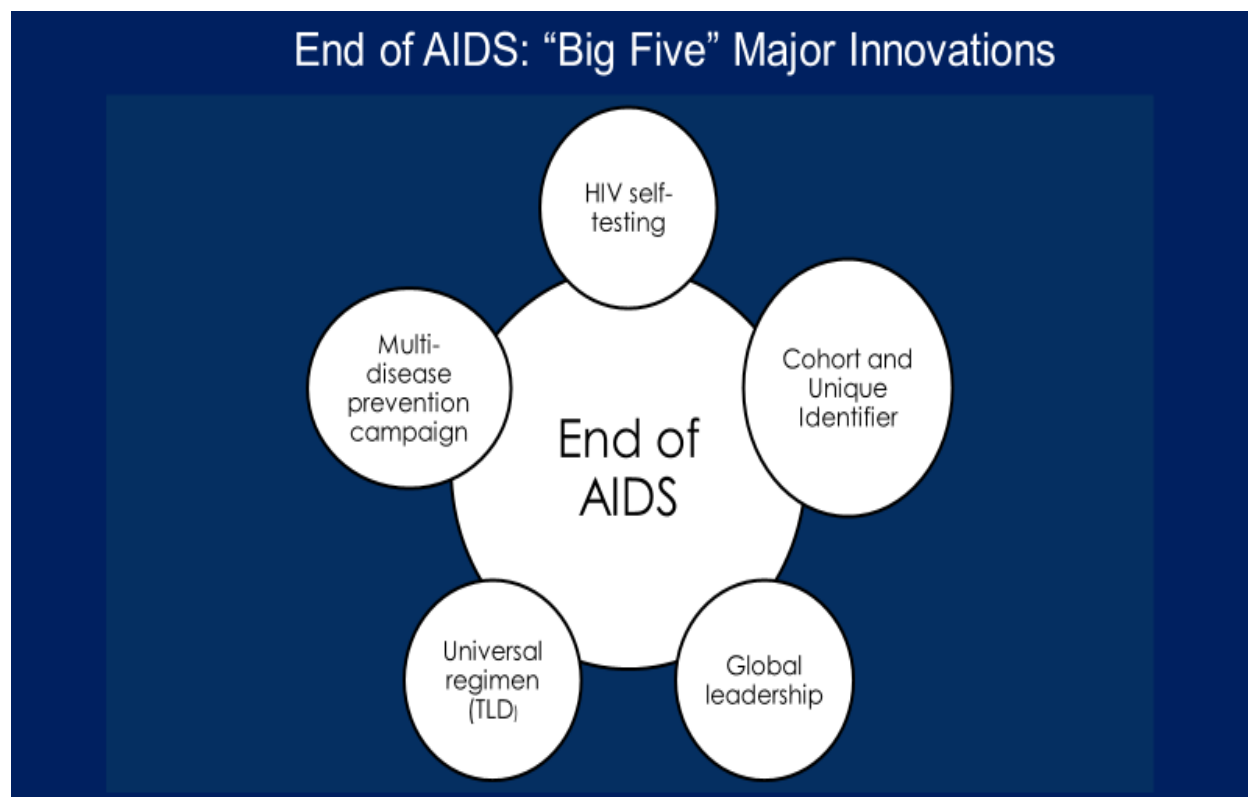 End of AIDS: “Big Five” Major Innovations
HIV self-
testing
Cohort and
Unique
Identifier
Global
leadership
Universal
regimen
(TLD)
Multi-
disease
prevention
campaign
End of
AIDS